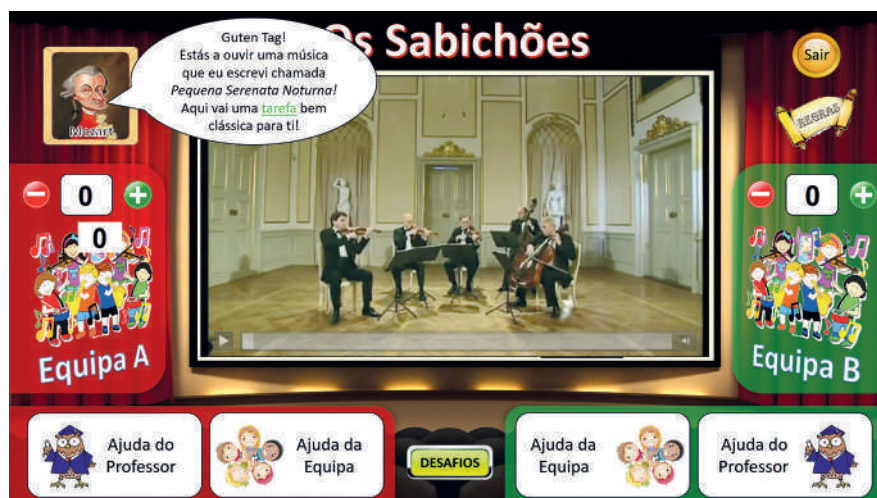 Os Sabichões
Guten Tag!
Estás a ouvir uma música
que eu escrevi chamada
Pequena Serenata Noturna!
Aqui vai uma tarefa bem
clássica para ti!
Mozart
Sair
REGRAS
0
0
Equipa A
0
Equipa B
Ajuda do
Professor
Ajuda da
Equipa
DESAFIOS
Ajuda da
Equipa
Ajuda do
Professor